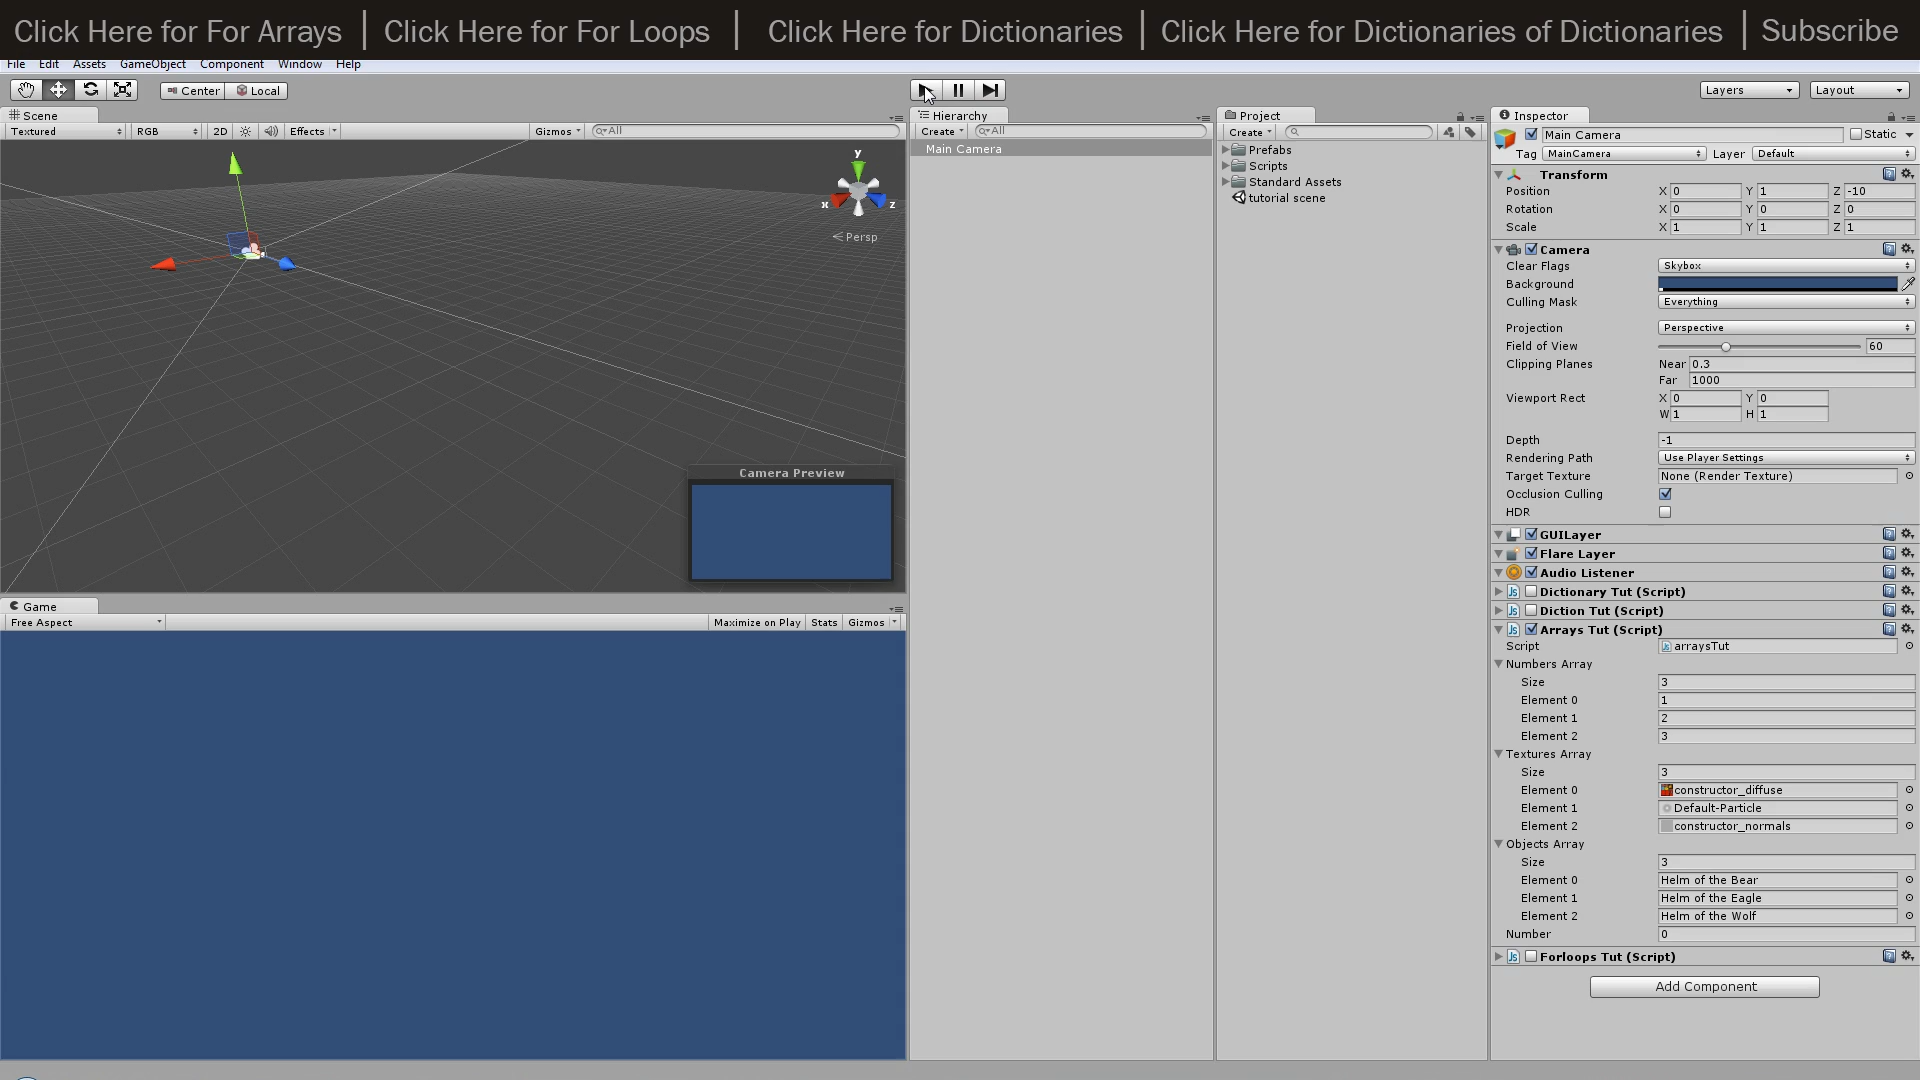 Click Here for For Arrays | Click Here for For Loops | Click Here for Dictionaries | Click Here for Dictionaries of Dictionaries | Subscribe
File Edit Assets GameObject Component Window Help
Center Local Layers Layout
Scene
Textured RGB 2D Effects Gizmos All
y
x z
Persp
Camera Preview
Game
Free Aspect Maximize on Play Stats Gizmos
Hierarchy
Create All
Main Camera
Project
Create
Prefabs
Scripts
Standard Assets
tutorial scene
Inspector
Main Camera Static
Tag MainCamera Layer Default
Transform
Position X 0 Y 1 Z -10
Rotation X 0 Y 0 Z 0
Scale X 1 Y 1 Z 1
Camera
Clear Flags Skybox
Background
Culling Mask Everything
Projection Perspective
Field of View 60
Clipping Planes Near 0.3
Far 1000
Viewport Rect X 0 Y 0
W 1 H 1
Depth -1
Rendering Path Use Player Settings
Target Texture None (Render Texture)
Occlusion Culling
HDR
GUILayer
Flare Layer
Audio Listener
Js Dictionary Tut (Script)
Js Diction Tut (Script)
Js Arrays Tut (Script)
Script arraysTut
Numbers Array
Size 3
Element 0 1
Element 1 2
Element 2 3
Textures Array
Size 3
Element 0 constructor_diffuse
Element 1 Default-Particle
Element 2 constructor_normals
Objects Array
Size 3
Element 0 Helm of the Bear
Element 1 Helm of the Eagle
Element 2 Helm of the Wolf
Number 0
Js Forloops Tut (Script)
Add Component